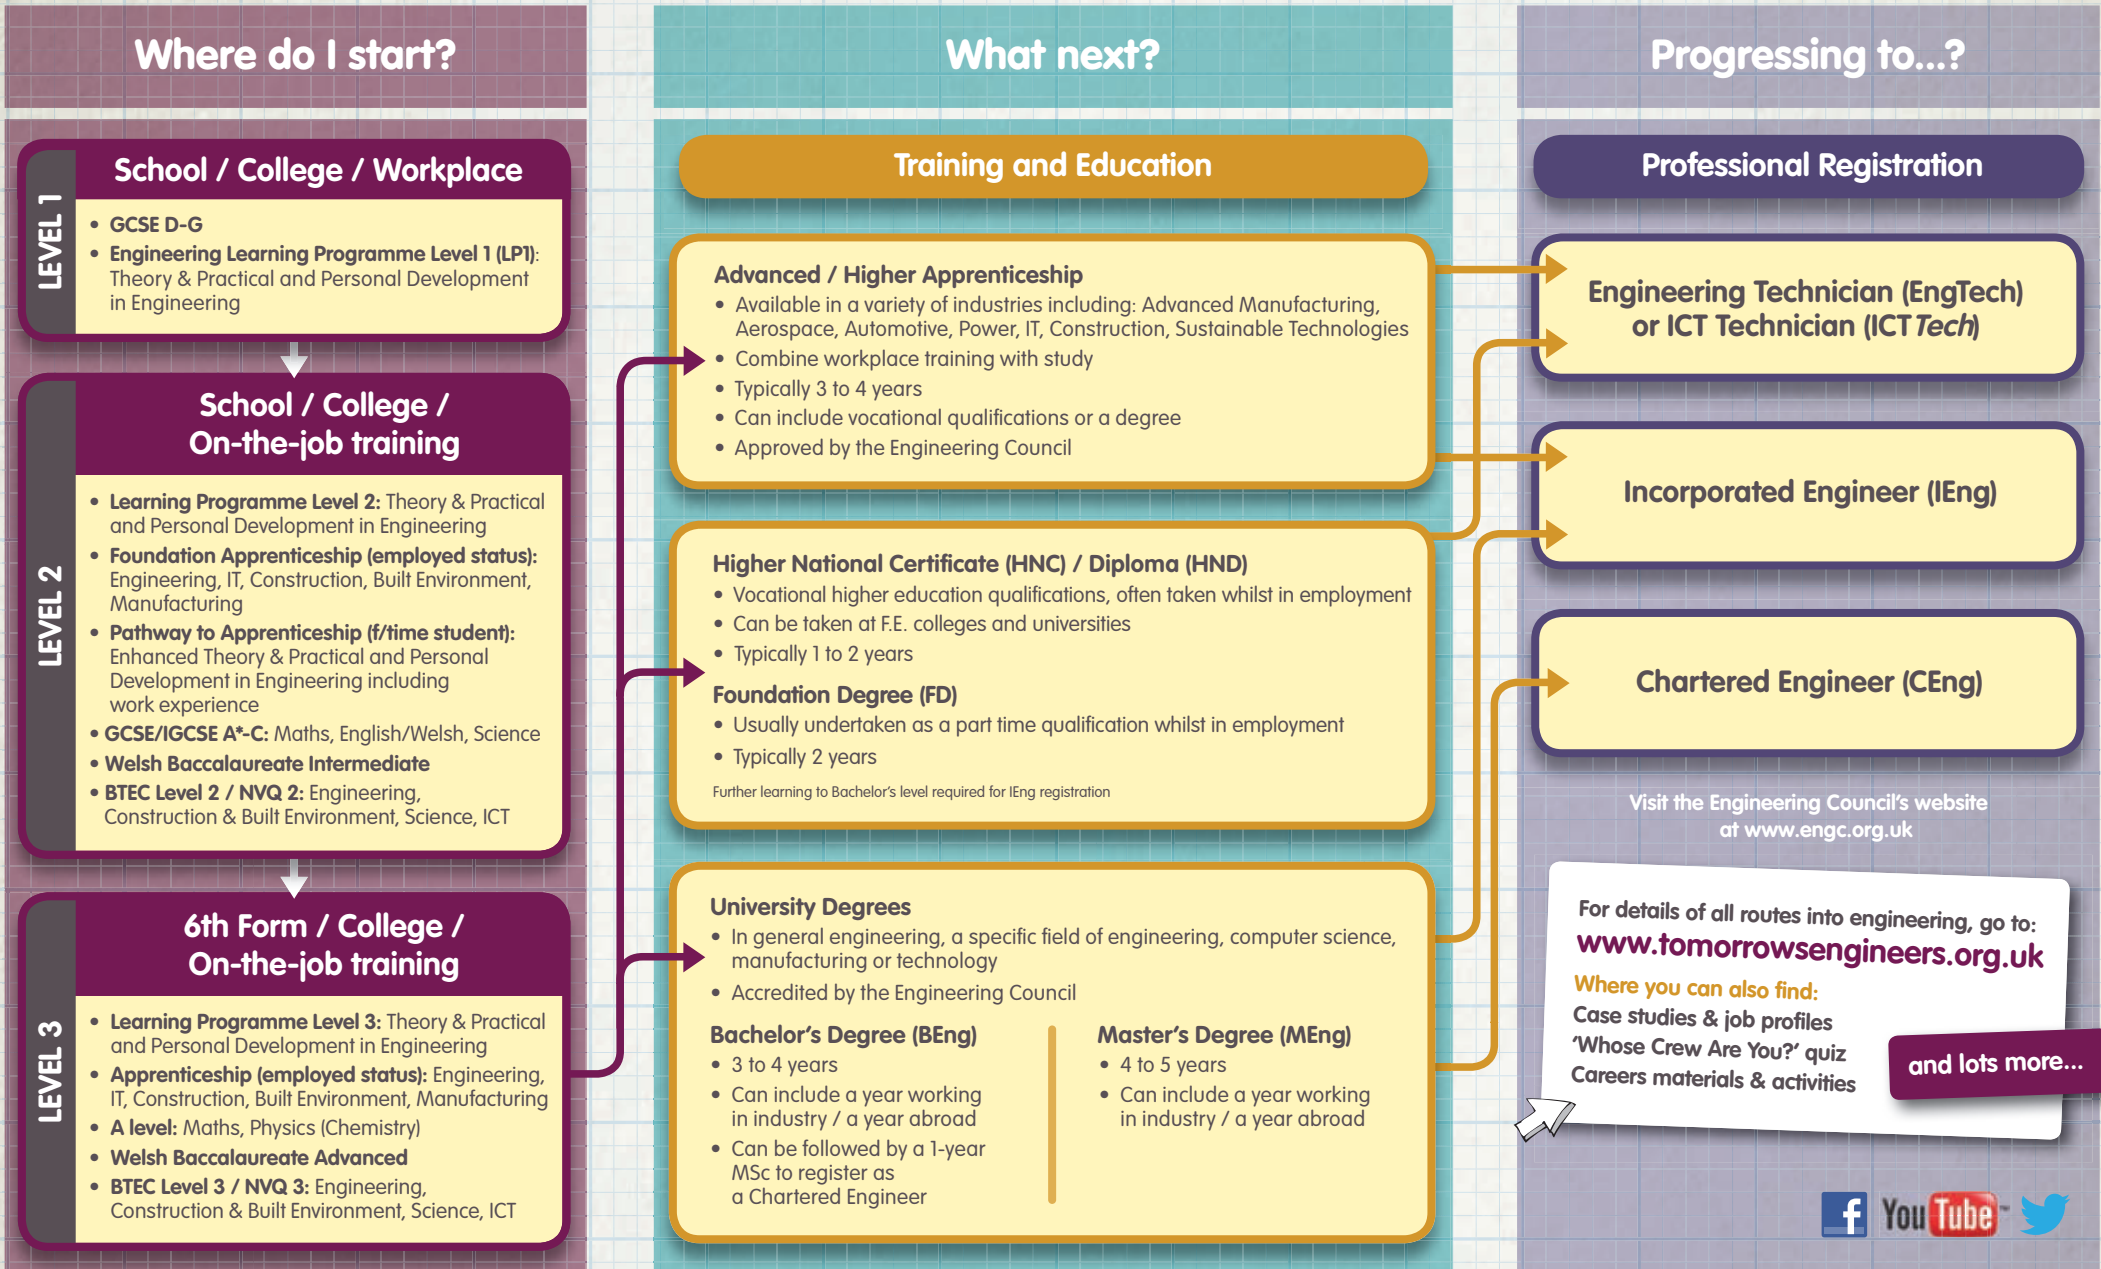 Where do I start?
LEVEL 1
School / College / Workplace
• GCSE D-G
• Engineering Learning Programme Level 1 (LP1):
Theory & Practical and Personal Development
in Engineering
LEVEL 2
School / College /
On-the-job training
• Learning Programme Level 2: Theory & Practical
and Personal Development in Engineering
• Foundation Apprenticeship (employed status):
Engineering, IT, Construction, Built Environment,
Manufacturing
• Pathway to Apprenticeship (f/time student):
Enhanced Theory & Practical and Personal
Development in Engineering including
work experience
• GCSE/IGCSE A*-C: Maths, English/Welsh, Science
• Welsh Baccalaureate Intermediate
• BTEC Level 2 / NVQ 2: Engineering,
Construction & Built Environment, Science, ICT
LEVEL 3
6th Form / College /
On-the-job training
• Learning Programme Level 3: Theory & Practical
and Personal Development in Engineering
• Apprenticeship (employed status): Engineering,
IT, Construction, Built Environment, Manufacturing
• A level: Maths, Physics (Chemistry)
• Welsh Baccalaureate Advanced
• BTEC Level 3 / NVQ 3: Engineering,
Construction & Built Environment, Science, ICT
What next?
Training and Education
Advanced / Higher Apprenticeship
• Available in a variety of industries including: Advanced Manufacturing,
Aerospace, Automotive, Power, IT, Construction, Sustainable Technologies
• Combine workplace training with study
• Typically 3 to 4 years
• Can include vocational qualifications or a degree
• Approved by the Engineering Council
Higher National Certificate (HNC) / Diploma (HND)
• Vocational higher education qualifications, often taken whilst in employment
• Can be taken at F.E. colleges and universities
• Typically 1 to 2 years
Foundation Degree (FD)
• Usually undertaken as a part time qualification whilst in employment
• Typically 2 years
Further learning to Bachelor's level required for IEng registration
University Degrees
• In general engineering, a specific field of engineering, computer science,
manufacturing or technology
• Accredited by the Engineering Council
Bachelor's Degree (BEng)
• 3 to 4 years
• Can include a year working
in industry / a year abroad
• Can be followed by a 1-year
MSc to register as
a Chartered Engineer
Master's Degree (MEng)
• 4 to 5 years
• Can include a year working
in industry / a year abroad
Progressing to...?
Professional Registration
Engineering Technician (EngTech)
or ICT Technician (ICTTech)
Incorporated Engineer (IEng)
Chartered Engineer (CEng)
Visit the Engineering Council's website
at www.engc.org.uk
For details of all routes into engineering, go to:
www.tomorrowsengineers.org.uk
Where you can also find:
Case studies & job profiles
'Whose Crew Are You?' quiz
Careers materials & activities
and lots more...
f
YouTube™